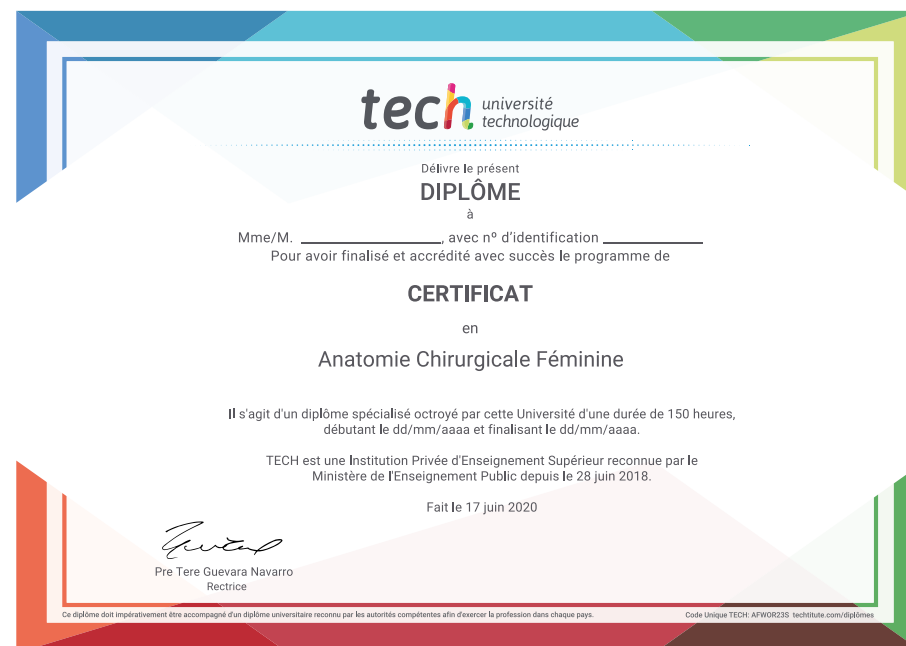 tech université
technologique
Délivre le présent
DIPLÔME
à
Mme/M. ____________________, avec nº d'identification ______________
Pour avoir finalisé et accrédité avec succès le programme de
CERTIFICAT
en
Anatomie Chirurgicale Féminine
Il s'agit d'un diplôme spécialisé octroyé par cette Université d'une durée de 150 heures,
débutant le dd/mm/aaaa et finalisant le dd/mm/aaaa.
TECH est une Institution Privée d'Enseignement Supérieur reconnue par le
Ministère de l'Enseignement Public depuis le 28 juin 2018.
Fait le 17 juin 2020
Pre Tere Guevara Navarro
Rectrice
Ce diplôme doit impérativement être accompagné d'un diplôme universitaire reconnu par les autorités compétentes afin d'exercer la profession dans chaque pays.
Code Unique TECH: AFWOR23S techtitute.com/diplômes